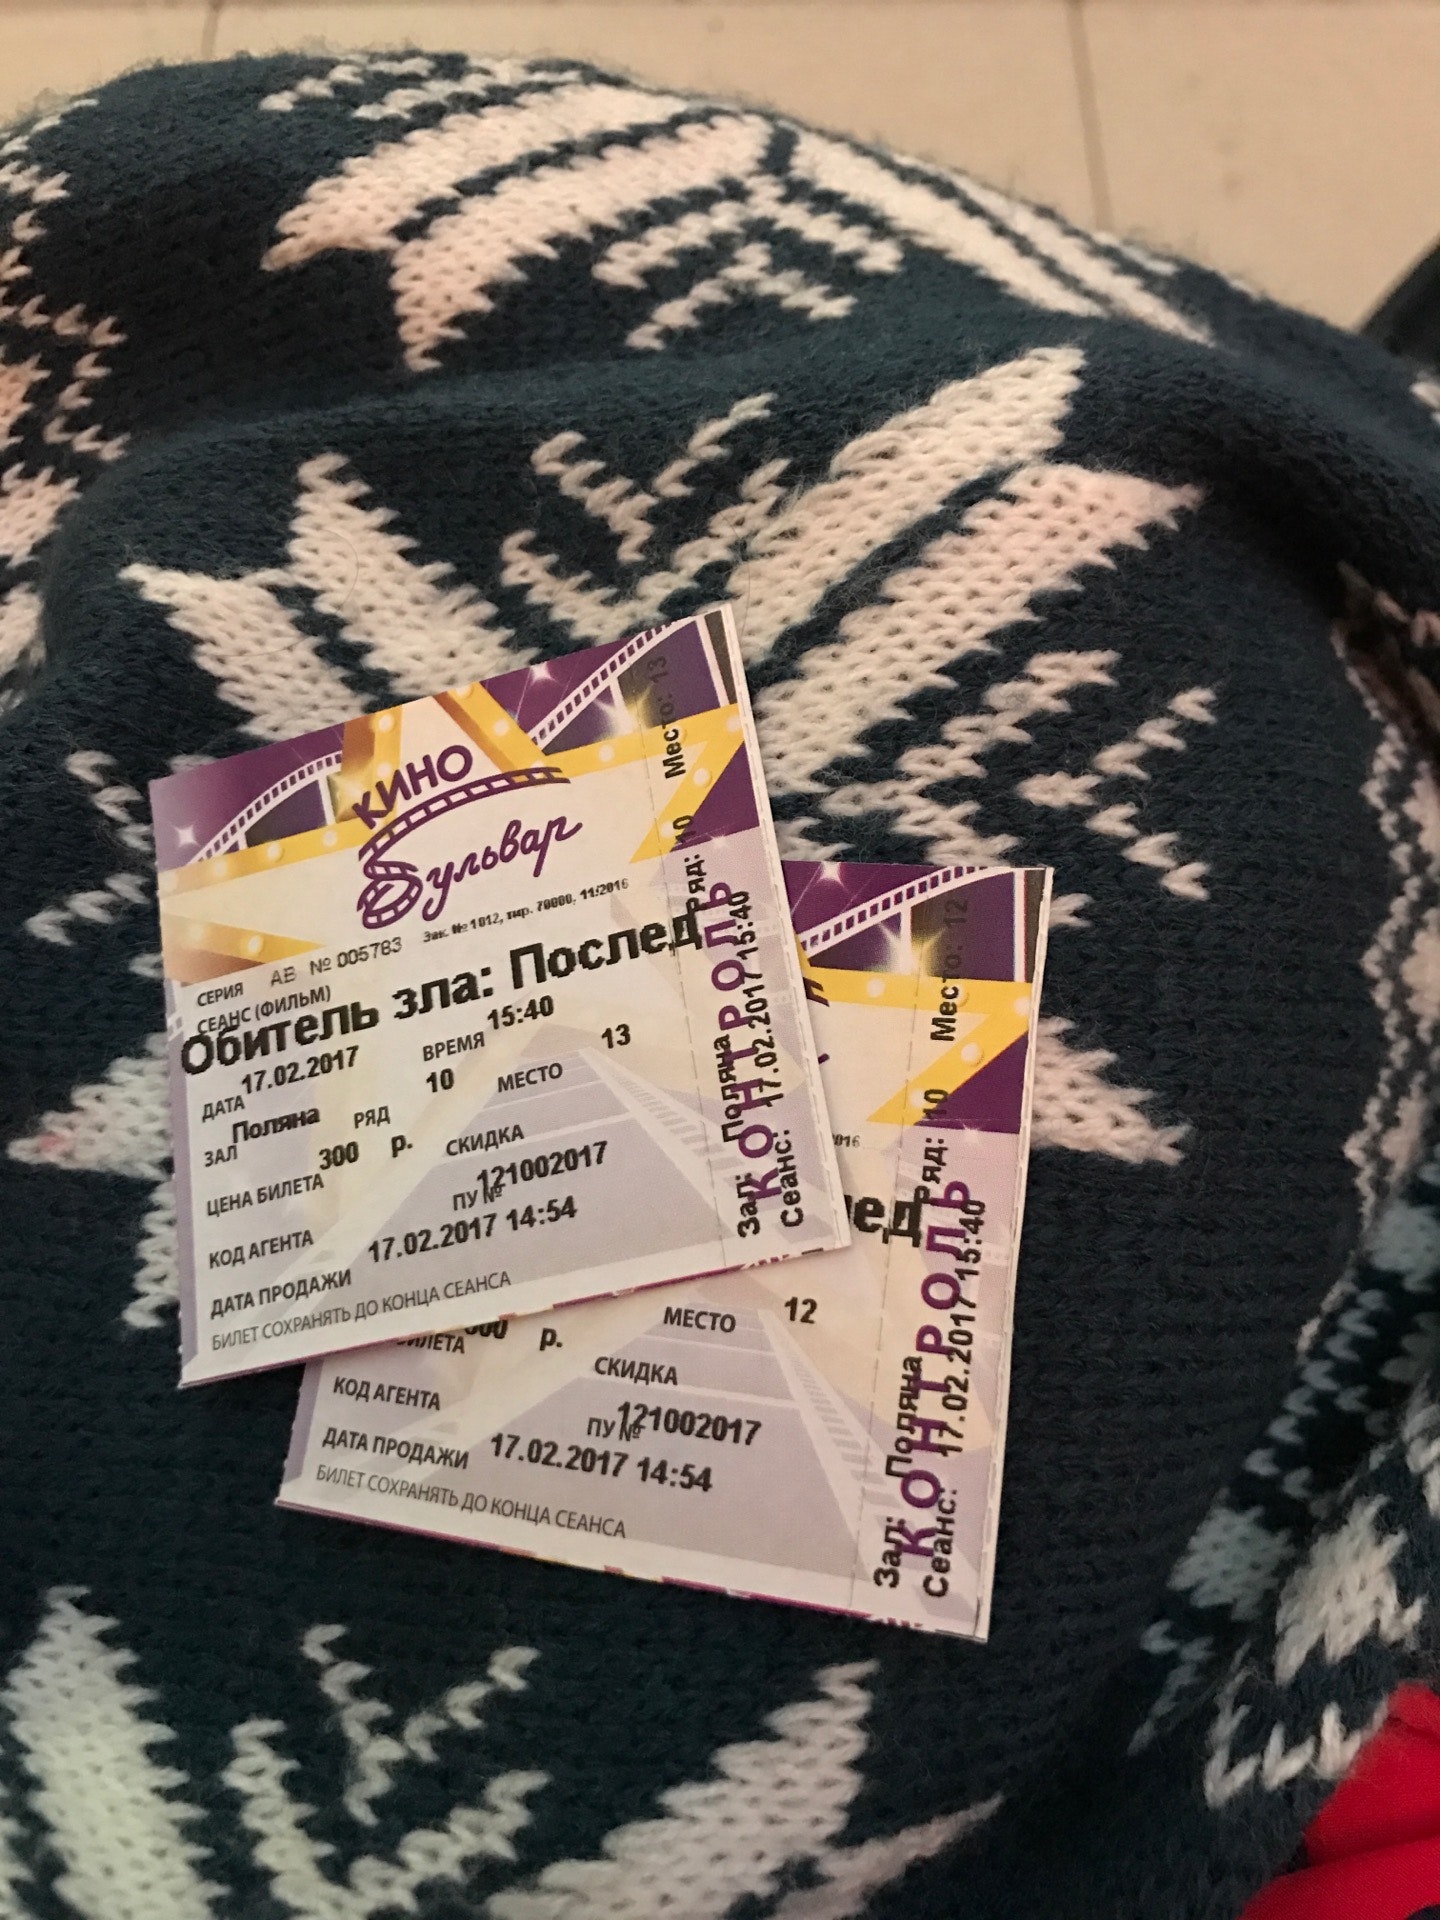 КИНО
Бульвар
Зак. № 1012, тир. 70000, 11/2016
СЕРИЯ АВ № 005783
СЕАНС (ФИЛЬМ)
Обитель зла: Послед
ДАТА 17.02.2017 ВРЕМЯ 15:40
ЗАЛ Поляна РЯД 10 МЕСТО 13
ЦЕНА БИЛЕТА 300 р. СКИДКА
КОД АГЕНТА ПУ № 121002017
ДАТА ПРОДАЖИ 17.02.2017 14:54
БИЛЕТ СОХРАНЯТЬ ДО КОНЦА СЕАНСА
КОНТРОЛЬ
Зал: Поляна Ряд: 10 Место: 13
Сеанс: 17.02.2017 15:40
2016
ед
МЕСТО 12
БИЛЕТА 300 р. СКИДКА
КОД АГЕНТА ПУ № 121002017
ДАТА ПРОДАЖИ 17.02.2017 14:54
БИЛЕТ СОХРАНЯТЬ ДО КОНЦА СЕАНСА
КОНТРОЛЬ
Зал: Поляна Ряд: 10 Место: 12
Сеанс: 17.02.2017 15:40